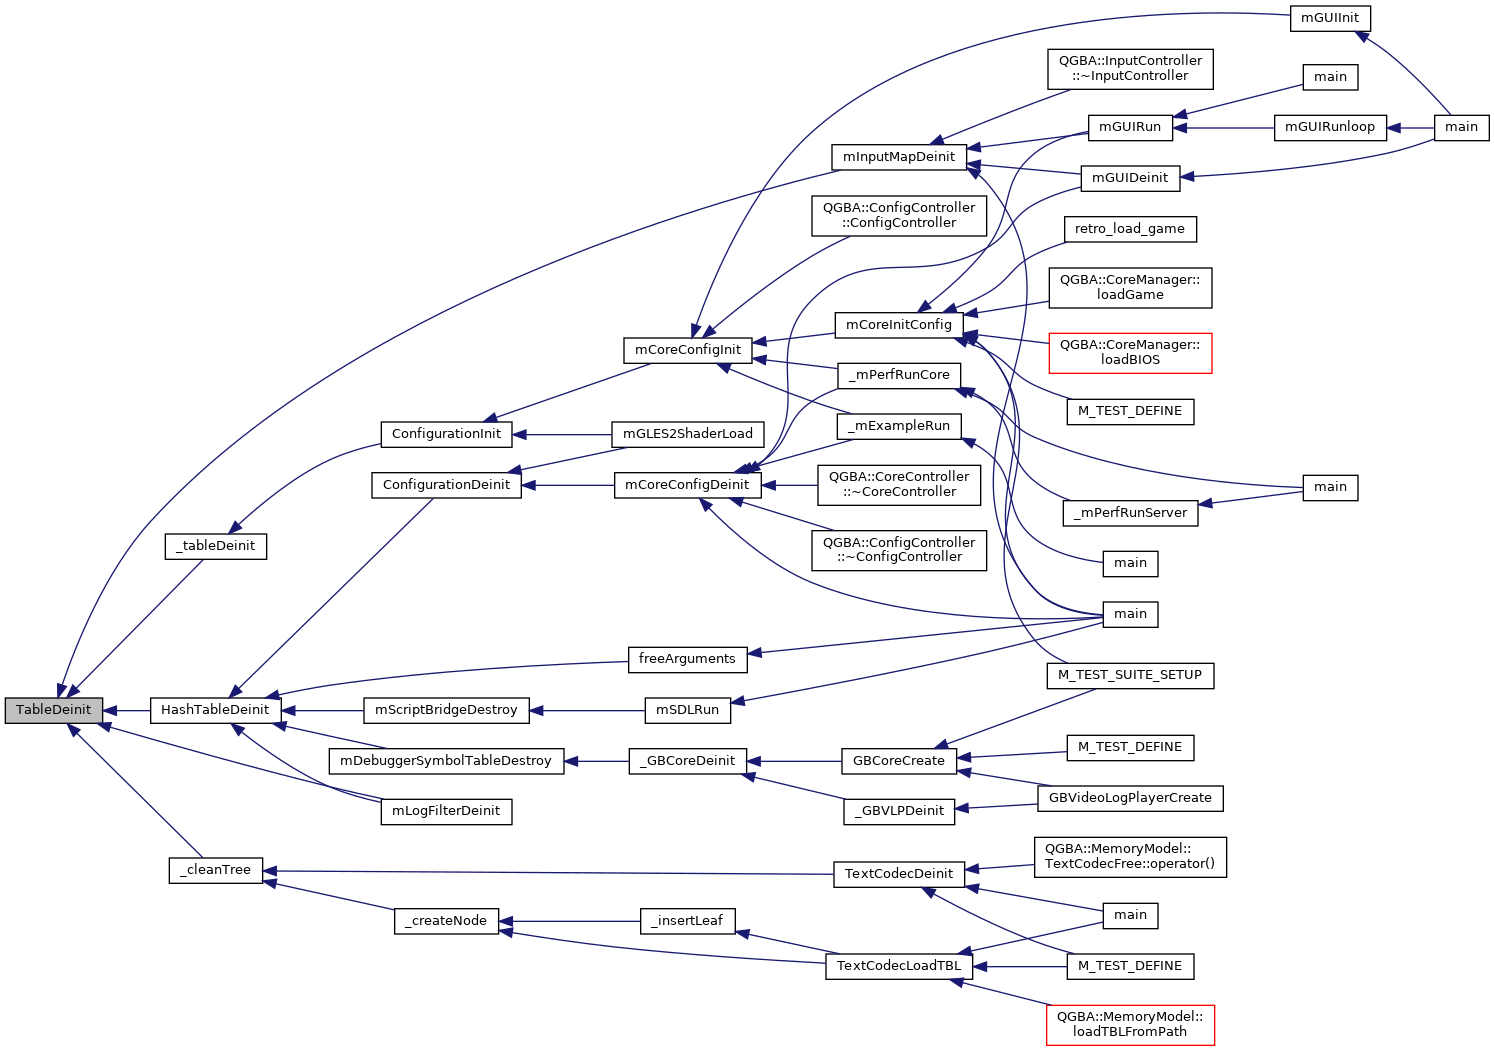 mGUIInit
QGBA::InputController
::~InputController
main
mGUIRun
mGUIRunloop
main
mInputMapDeinit
mGUIDeinit
QGBA::ConfigController
::ConfigController
retro_load_game
QGBA::CoreManager::
loadGame
mCoreInitConfig
mCoreConfigInit
QGBA::CoreManager::
loadBIOS
_mPerfRunCore
M_TEST_DEFINE
_mExampleRun
ConfigurationInit
mGLES2ShaderLoad
ConfigurationDeinit
mCoreConfigDeinit
QGBA::CoreController
::~CoreController
main
_mPerfRunServer
_tableDeinit
QGBA::ConfigController
::~ConfigController
main
main
freeArguments
M_TEST_SUITE_SETUP
TableDeinit
HashTableDeinit
mScriptBridgeDestroy
mSDLRun
mDebuggerSymbolTableDestroy
_GBCoreDeinit
GBCoreCreate
M_TEST_DEFINE
GBVideoLogPlayerCreate
mLogFilterDeinit
_GBVLPDeinit
QGBA::MemoryModel::
TextCodecFree::operator()
_cleanTree
TextCodecDeinit
main
_createNode
_insertLeaf
TextCodecLoadTBL
M_TEST_DEFINE
QGBA::MemoryModel::
loadTBLFromPath